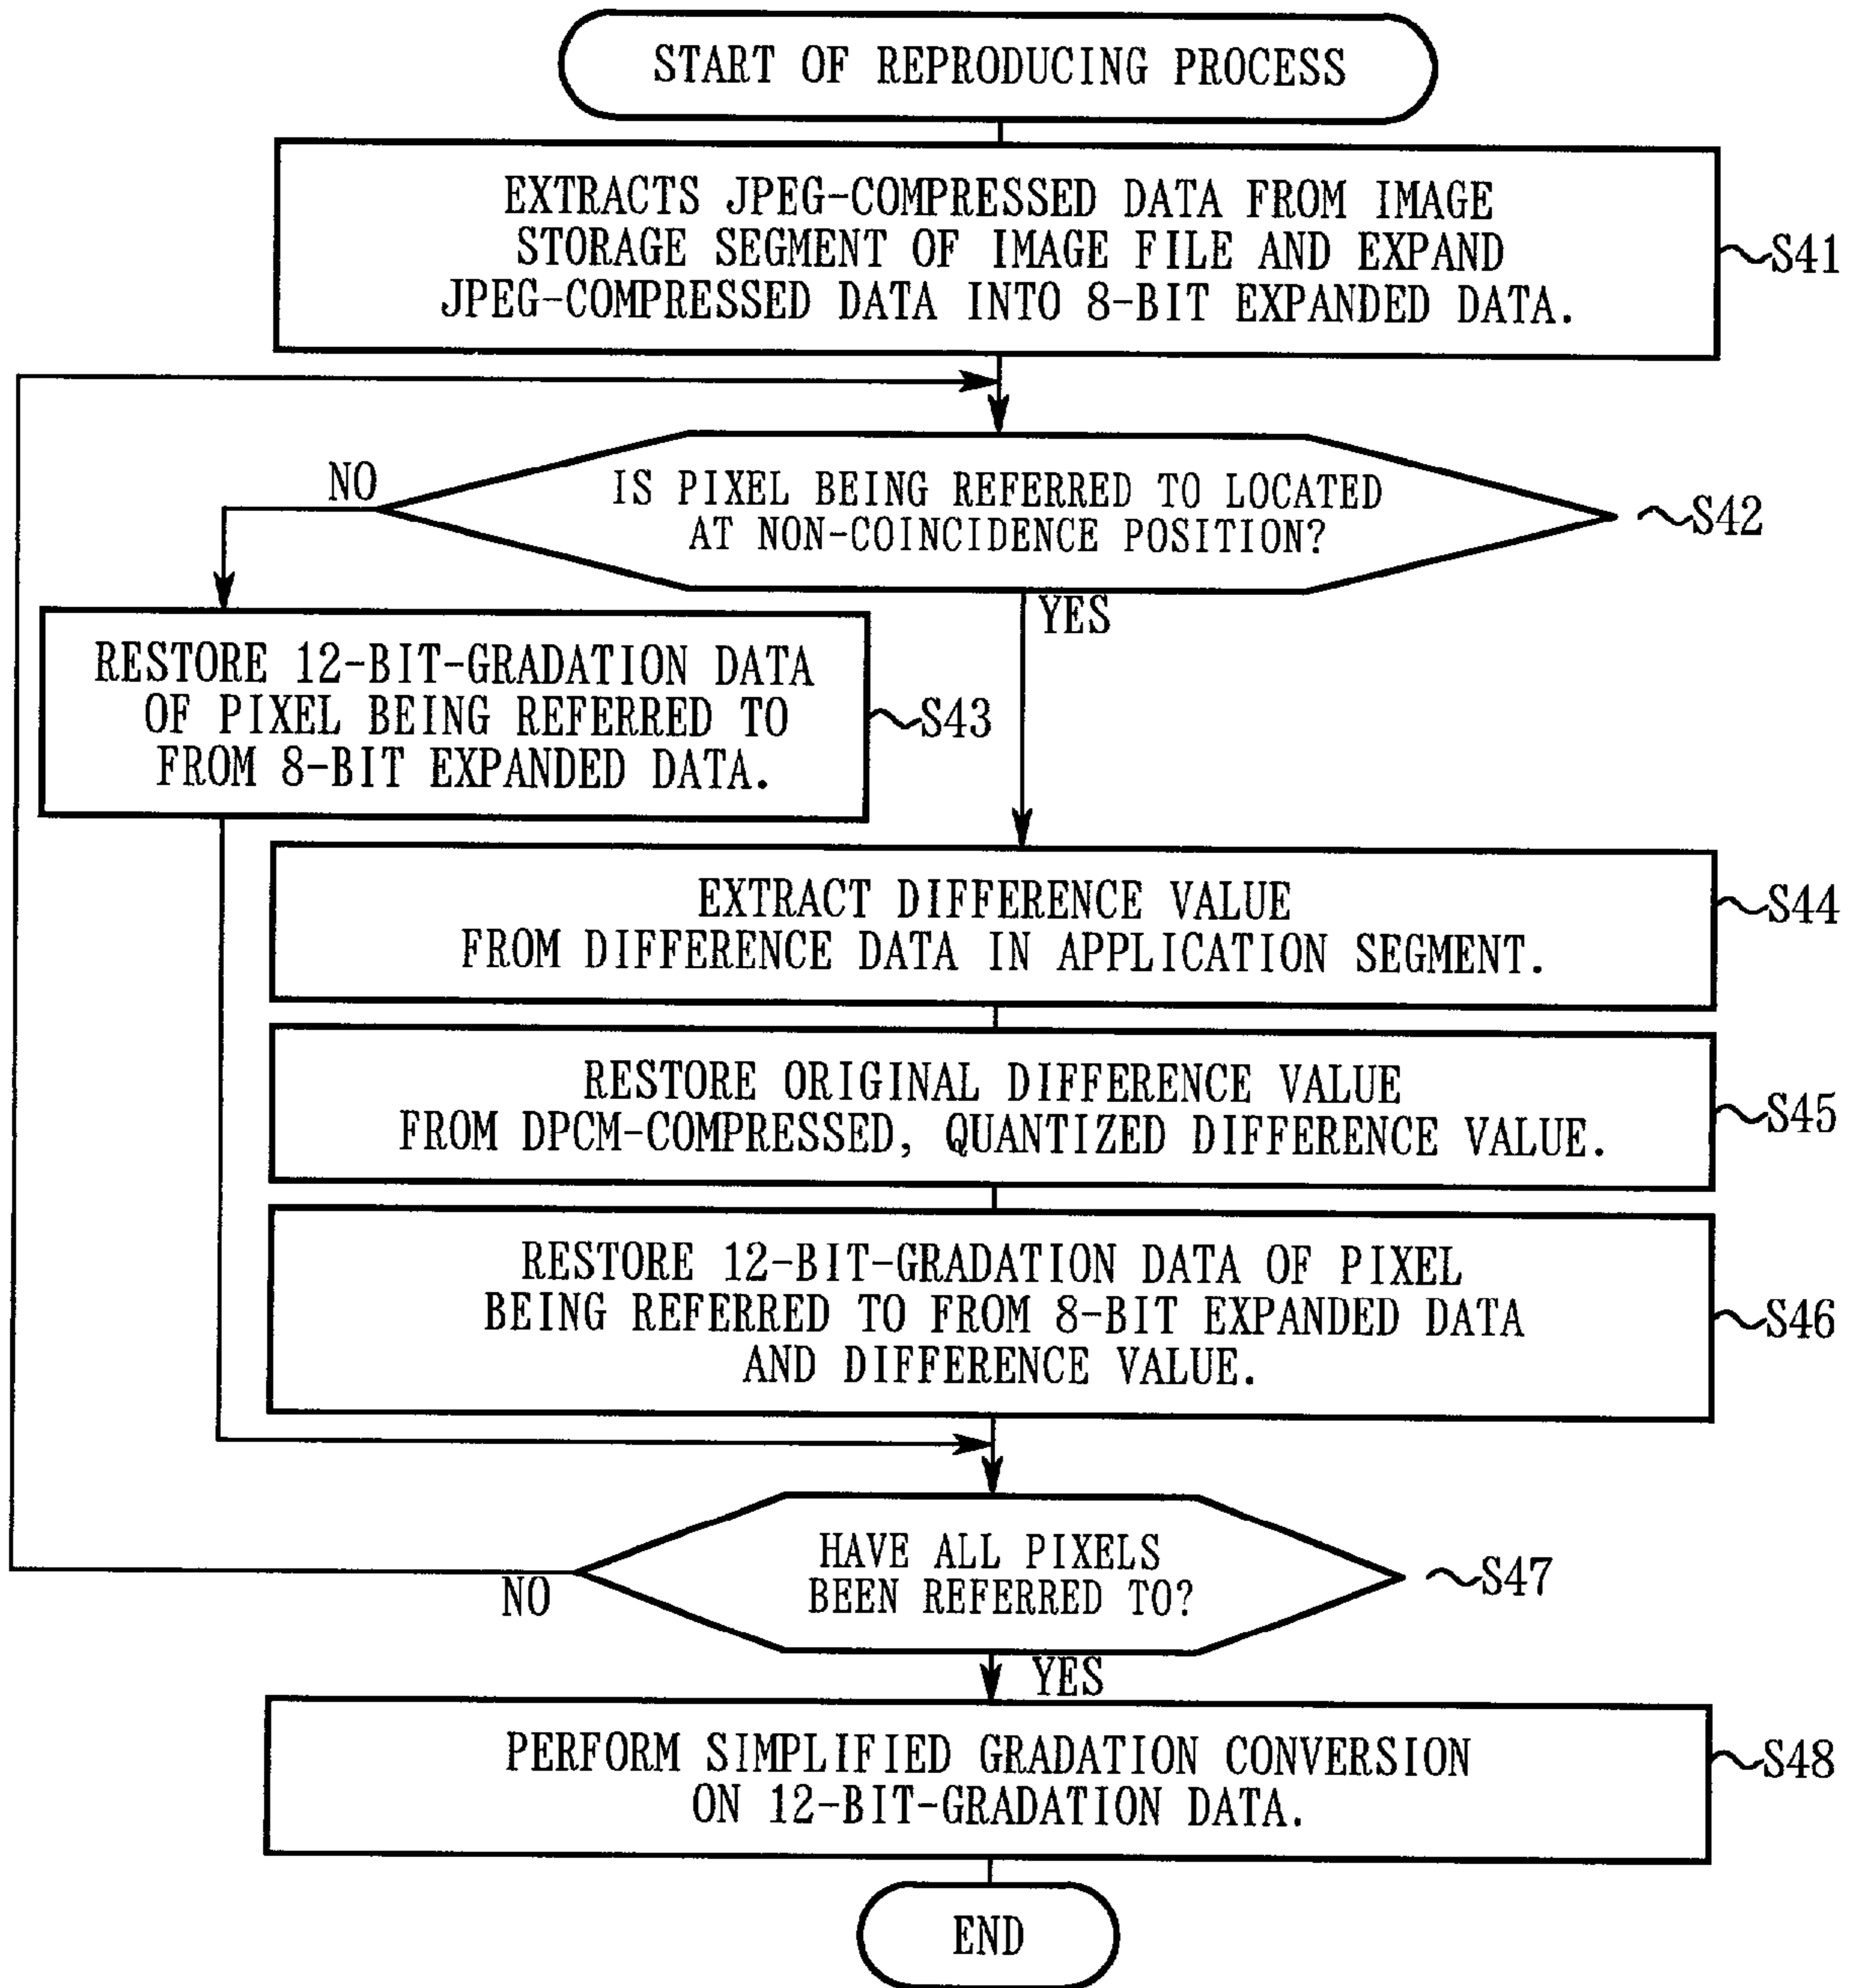 START OF REPRODUCING PROCESS
EXTRACTS JPEG-COMPRESSED DATA FROM IMAGE
STORAGE SEGMENT OF IMAGE FILE AND EXPAND
JPEG-COMPRESSED DATA INTO 8-BIT EXPANDED DATA.
S41
NO
IS PIXEL BEING REFERRED TO LOCATED
AT NON-COINCIDENCE POSITION?
S42
YES
RESTORE 12-BIT-GRADATION DATA
OF PIXEL BEING REFERRED TO
FROM 8-BIT EXPANDED DATA.
S43
EXTRACT DIFFERENCE VALUE
FROM DIFFERENCE DATA IN APPLICATION SEGMENT.
S44
RESTORE ORIGINAL DIFFERENCE VALUE
FROM DPCM-COMPRESSED, QUANTIZED DIFFERENCE VALUE.
S45
RESTORE 12-BIT-GRADATION DATA OF PIXEL
BEING REFERRED TO FROM 8-BIT EXPANDED DATA
AND DIFFERENCE VALUE.
S46
HAVE ALL PIXELS
BEEN REFERRED TO?
S47
NO
YES
PERFORM SIMPLIFIED GRADATION CONVERSION
ON 12-BIT-GRADATION DATA.
S48
END